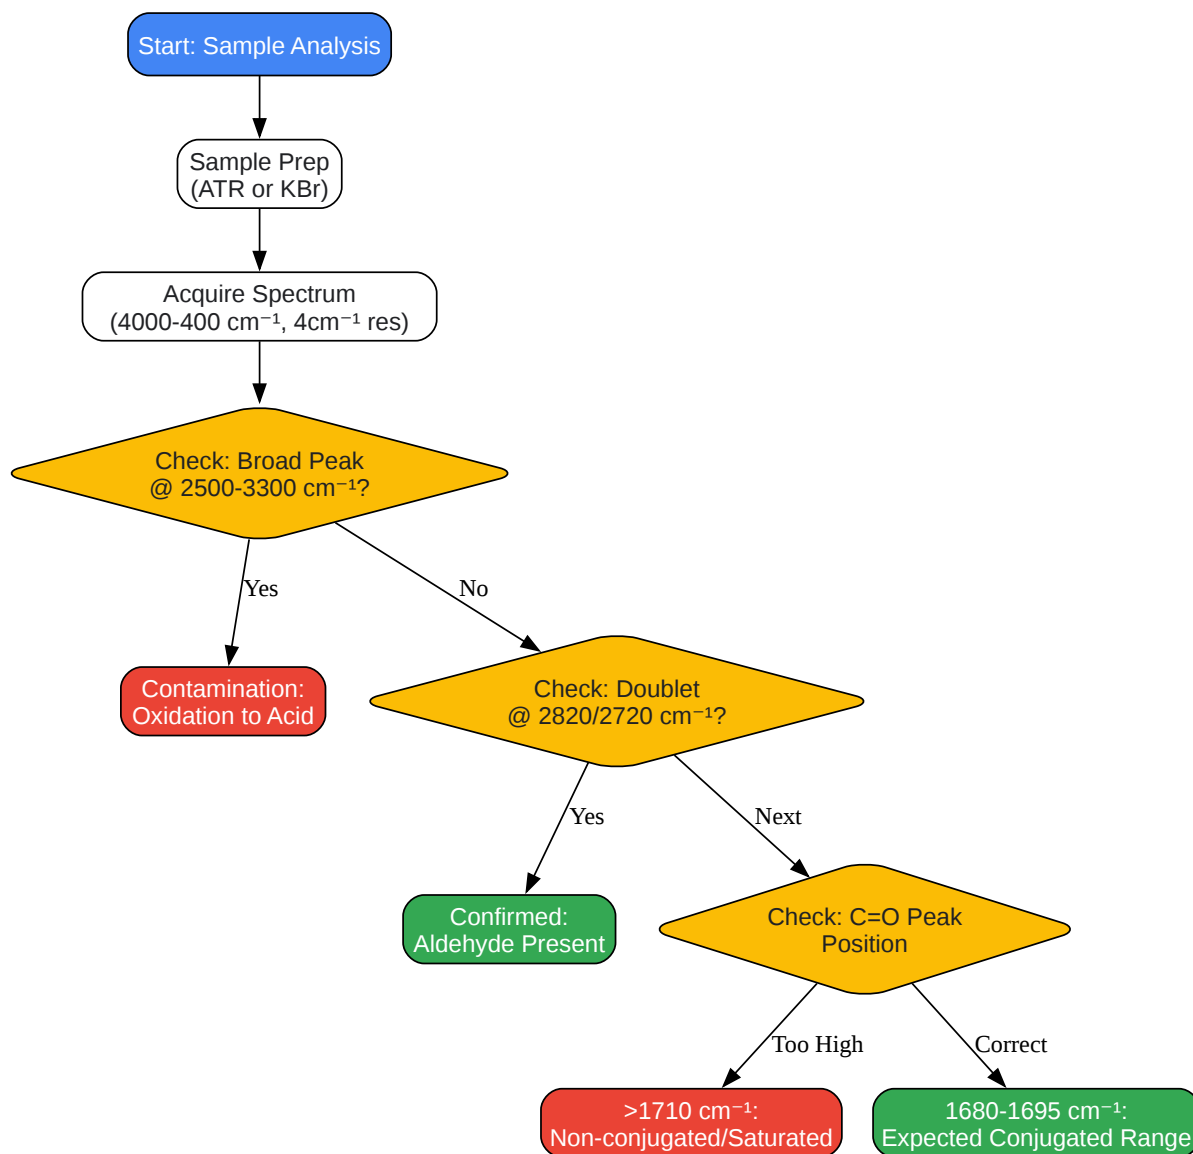 Start: Sample Analysis
Sample Prep
(ATR or KBr)
Acquire Spectrum
(4000-400 cm⁻¹, 4cm⁻¹ res)
Check: Broad Peak
@ 2500-3300 cm⁻¹?
Yes
No
Contamination:
Oxidation to Acid
Check: Doublet
@ 2820/2720 cm⁻¹?
Yes
Next
Confirmed:
Aldehyde Present
Check: C=O Peak
Position
Too High
Correct
>1710 cm⁻¹:
Non-conjugated/Saturated
1680-1695 cm⁻¹:
Expected Conjugated Range